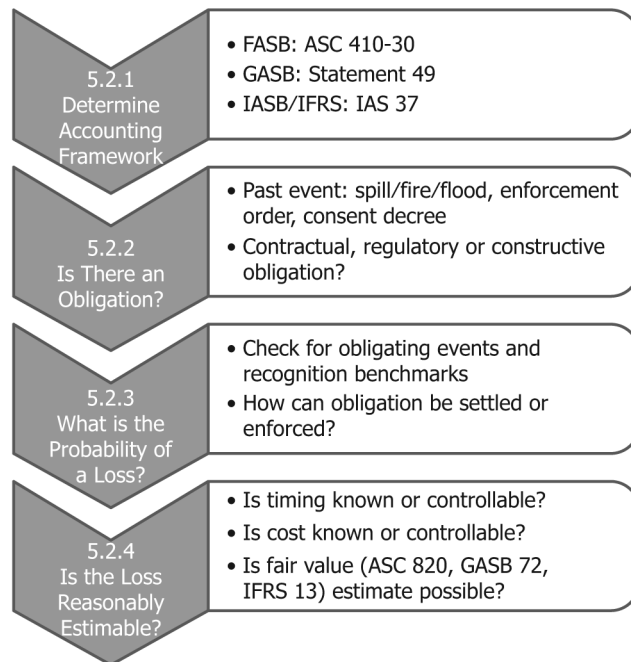 5.2.1
Determine
Accounting
Framework
• FASB: ASC 410-30
• GASB: Statement 49
• IASB/IFRS: IAS 37
5.2.2
Is There an
Obligation?
• Past event: spill/fire/flood, enforcement
order, consent decree
• Contractual, regulatory or constructive
obligation?
5.2.3
What is the
Probability of
a Loss?
• Check for obligating events and
recognition benchmarks
• How can obligation be settled or
enforced?
5.2.4
Is the Loss
Reasonably
Estimable?
• Is timing known or controllable?
• Is cost known or controllable?
• Is fair value (ASC 820, GASB 72,
IFRS 13) estimate possible?